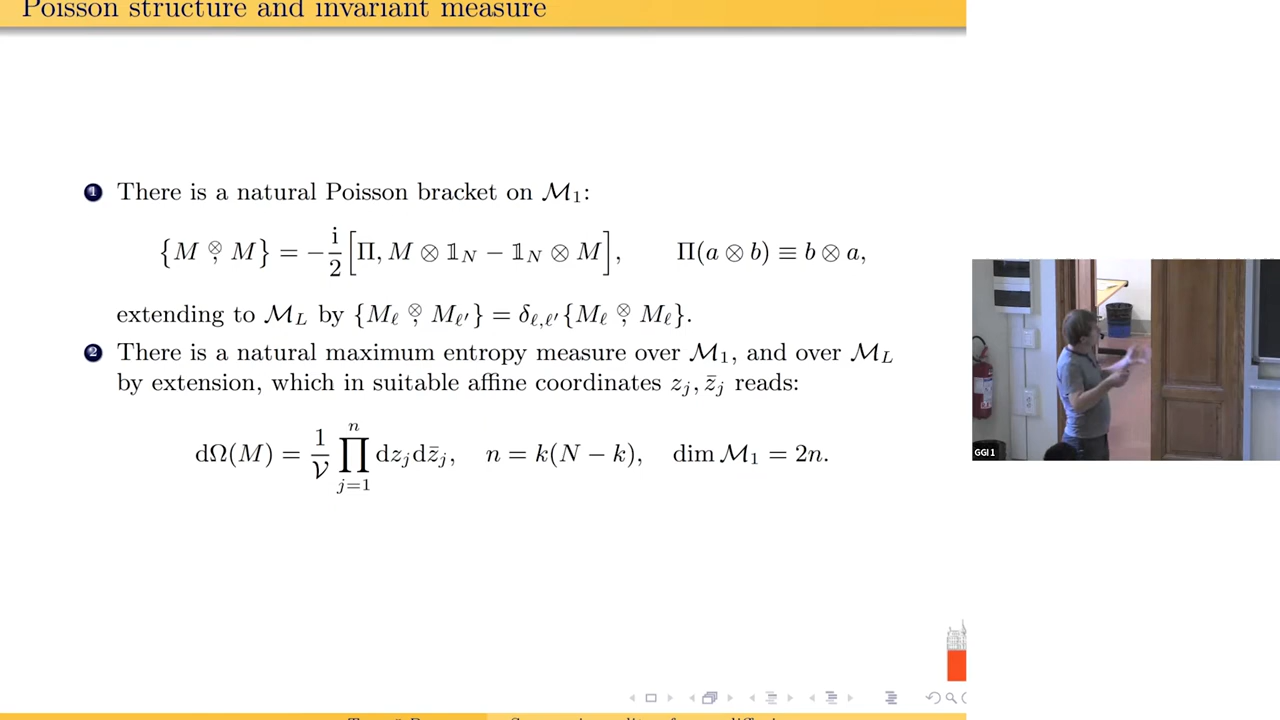 Poisson structure and invariant measure
1 There is a natural Poisson bracket on ℳ₁:
{M ⊗, M} = −i/2 [Π, M ⊗ 𝟙_N − 𝟙_N ⊗ M], Π(a ⊗ b) ≡ b ⊗ a,
extending to ℳ_L by {M_ℓ ⊗, M_ℓ′} = δ_ℓ,ℓ′{M_ℓ ⊗, M_ℓ}.
2 There is a natural maximum entropy measure over ℳ₁, and over ℳ_L
by extension, which in suitable affine coordinates z_j, z̄_j reads:
dΩ(M) = 1/𝒱 ∏_{j=1}^{n} dz_j dz̄_j, n = k(N − k), dim ℳ₁ = 2n.
GGI 1